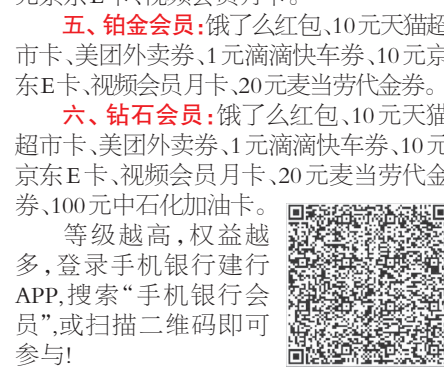 五、铂金会员:饿了么红包、10元天猫超
市卡、美团外卖券、1元滴滴快车券、10元京
东E卡、视频会员月卡、20元麦当劳代金券。
六、钻石会员:饿了么红包、10元天猫
超市卡、美团外卖券、1元滴滴快车券、10元
京东E卡、视频会员月卡、20元麦当劳代金
券、100元中石化加油卡。
等级越高,权益越
多,登录手机银行建行
APP,搜索“手机银行会
员”,或扫描二维码即可
参与!